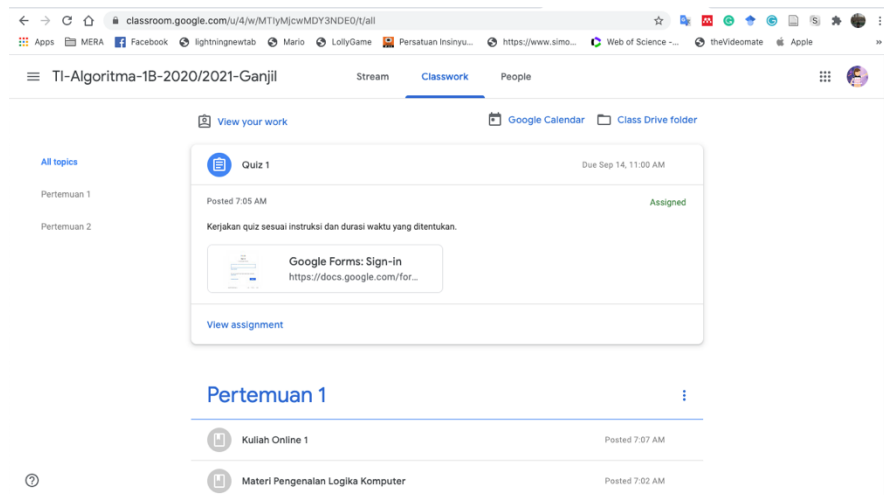 classroom.google.com/u/4/w/MTIyMjcwMDY3NDE0/t/all
Apps MERA Facebook lightningnewtab Mario LollyGame Persatuan Insinyu... https://www.simo... Web of Science -... theVideomate Apple »
TI-Algoritma-1B-2020/2021-Ganjil Stream Classwork People
View your work Google Calendar Class Drive folder
All topics
Pertemuan 1
Pertemuan 2
Quiz 1 Due Sep 14, 11:00 AM
Posted 7:05 AM Assigned
Kerjakan quiz sesuai instruksi dan durasi waktu yang ditentukan.
Google Forms: Sign-in
https://docs.google.com/for...
View assignment
Pertemuan 1
Kuliah Online 1 Posted 7:07 AM
Materi Pengenalan Logika Komputer Posted 7:02 AM